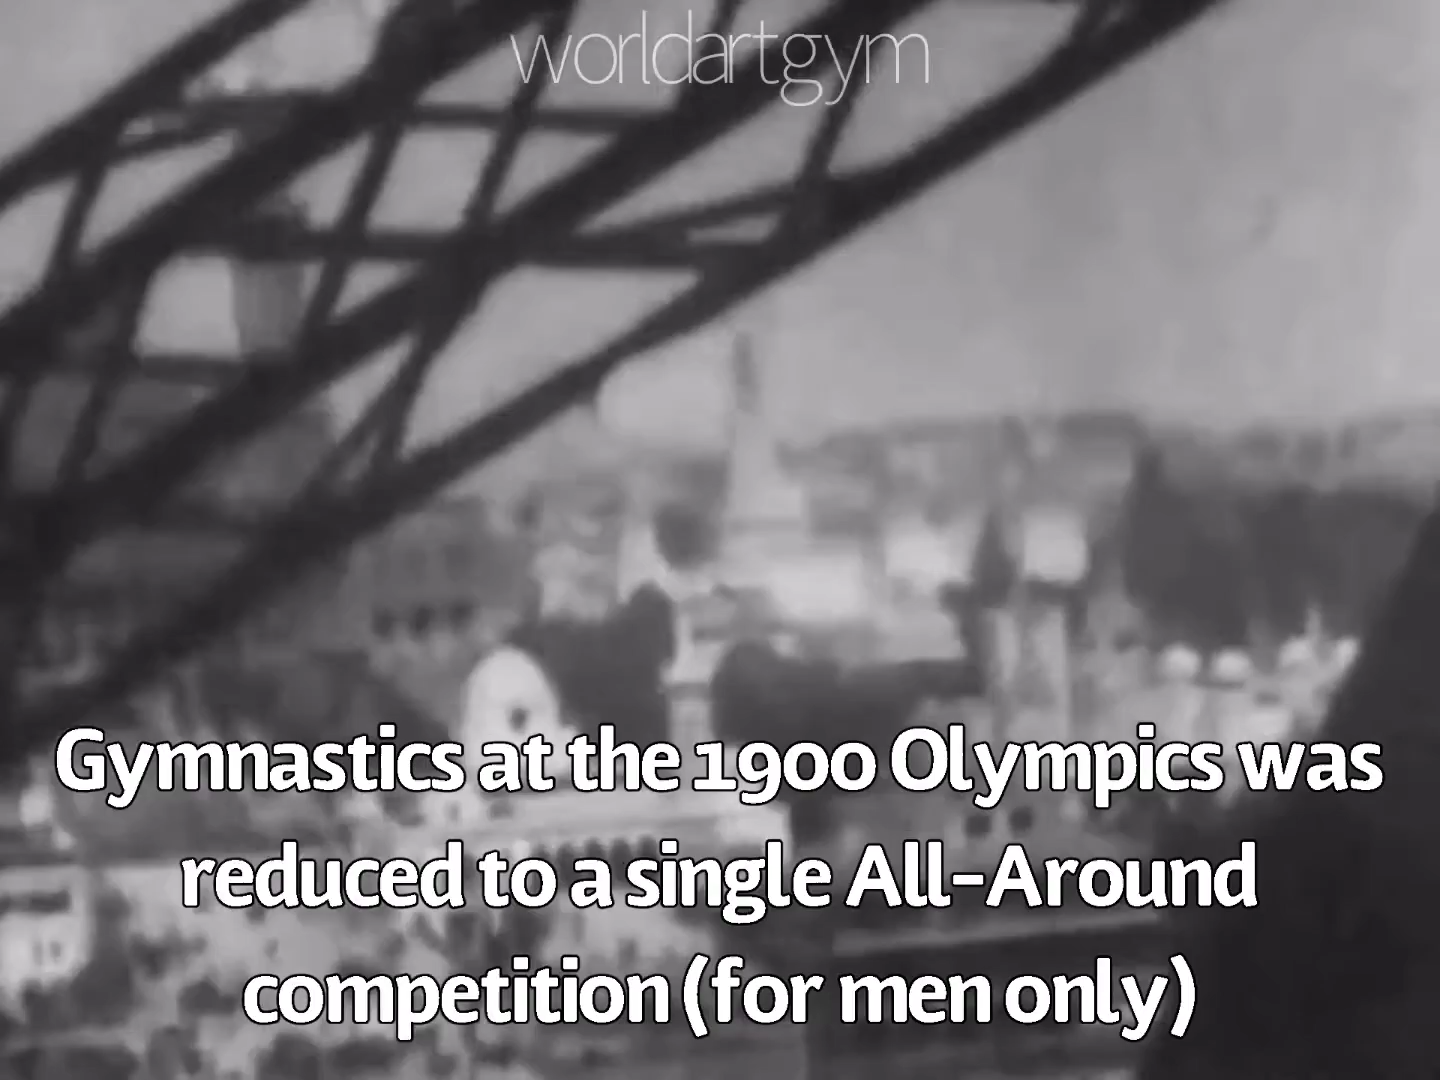 worldartgym
Gymnastics at the 1900 Olympics was
reduced to a single All-Around
competition (for men only)